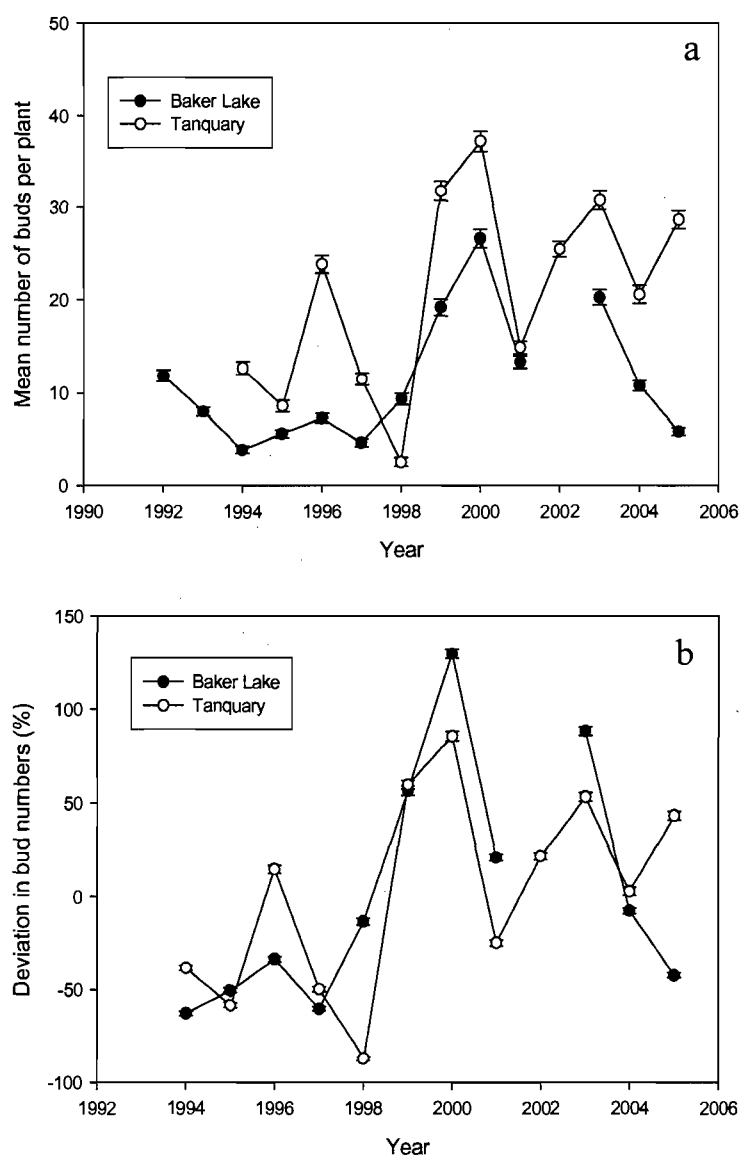 a
50
40
30
20
10
0
Mean number of buds per plant
Baker Lake
Tanquary
1990 1992 1994 1996 1998 2000 2002 2004 2006
Year
b
150
100
50
0
-50
-100
Deviation in bud numbers (%)
Baker Lake
Tanquary
1992 1994 1996 1998 2000 2002 2004 2006
Year